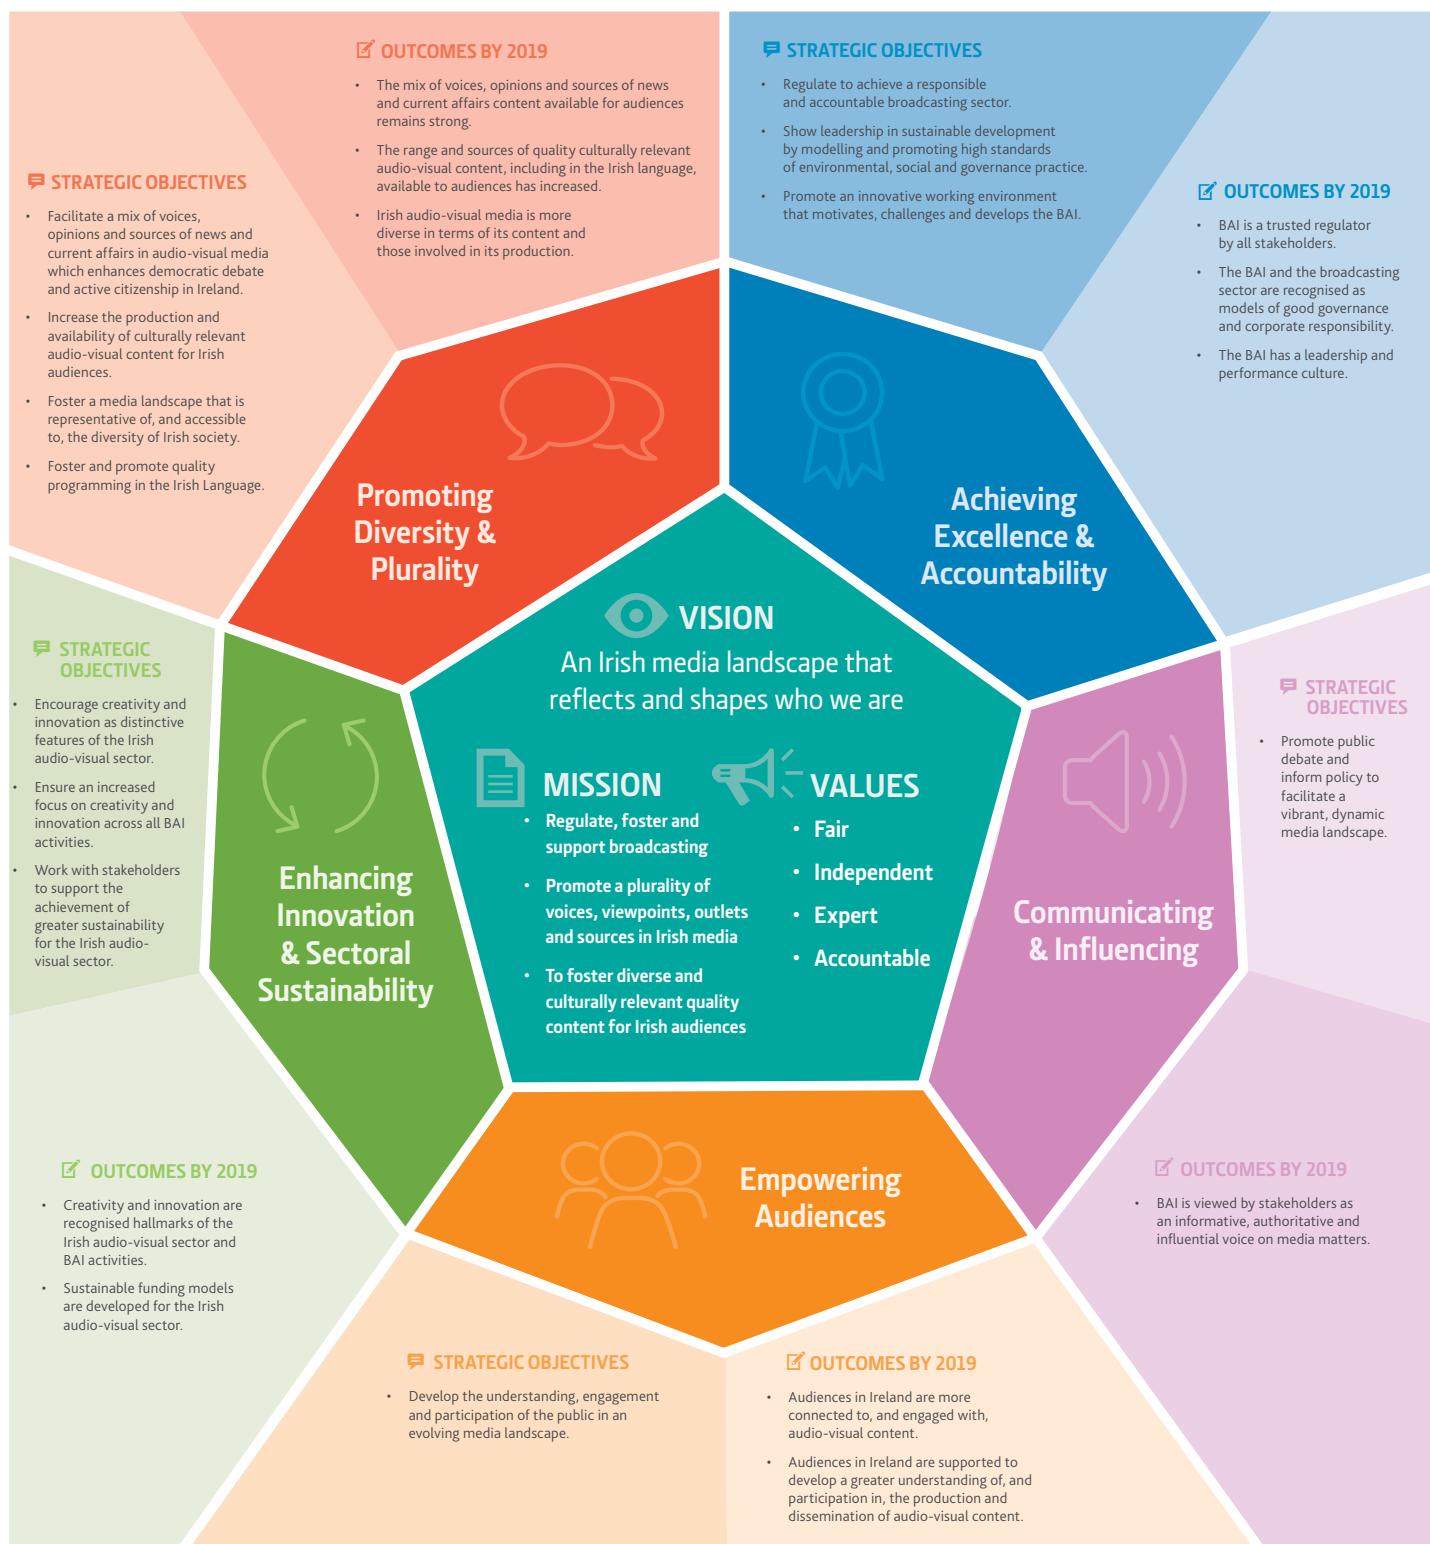 OUTCOMES BY 2019
• The mix of voices, opinions and sources of news
and current affairs content available for audiences
remains strong.
• The range and sources of quality culturally relevant
audio-visual content, including in the Irish language,
available to audiences has increased.
• Irish audio-visual media is more
diverse in terms of its content and
those involved in its production.
STRATEGIC OBJECTIVES
• Regulate to achieve a responsible
and accountable broadcasting sector.
• Show leadership in sustainable development
by modelling and promoting high standards
of environmental, social and governance practice.
• Promote an innovative working environment
that motivates, challenges and develops the BAI.
STRATEGIC OBJECTIVES
• Facilitate a mix of voices,
opinions and sources of news and
current affairs in audio-visual media
which enhances democratic debate
and active citizenship in Ireland.
• Increase the production and
availability of culturally relevant
audio-visual content for Irish
audiences.
• Foster a media landscape that is
representative of, and accessible
to, the diversity of Irish society.
• Foster and promote quality
programming in the Irish Language.
OUTCOMES BY 2019
• BAI is a trusted regulator
by all stakeholders.
• The BAI and the broadcasting
sector are recognised as
models of good governance
and corporate responsibility.
• The BAI has a leadership and
performance culture.
Promoting
Diversity &
Plurality
Achieving
Excellence &
Accountability
VISION
An Irish media landscape that
reflects and shapes who we are
MISSION
• Regulate, foster and
support broadcasting
• Promote a plurality of
voices, viewpoints, outlets
and sources in Irish media
• To foster diverse and
culturally relevant quality
content for Irish audiences
VALUES
• Fair
• Independent
• Expert
• Accountable
STRATEGIC
OBJECTIVES
• Encourage creativity and
innovation as distinctive
features of the Irish
audio-visual sector.
• Ensure an increased
focus on creativity and
innovation across all BAI
activities.
• Work with stakeholders
to support the
achievement of
greater sustainability
for the Irish audio-
visual sector.
Enhancing
Innovation
& Sectoral
Sustainability
Communicating
& Influencing
STRATEGIC
OBJECTIVES
• Promote public
debate and
inform policy to
facilitate a
vibrant, dynamic
media landscape.
OUTCOMES BY 2019
• Creativity and innovation are
recognised hallmarks of the
Irish audio-visual sector and
BAI activities.
• Sustainable funding models
are developed for the Irish
audio-visual sector.
Empowering
Audiences
OUTCOMES BY 2019
• BAI is viewed by stakeholders as
an informative, authoritative and
influential voice on media matters.
STRATEGIC OBJECTIVES
• Develop the understanding, engagement
and participation of the public in an
evolving media landscape.
OUTCOMES BY 2019
• Audiences in Ireland are more
connected to, and engaged with,
audio-visual content.
• Audiences in Ireland are supported to
develop a greater understanding of, and
participation in, the production and
dissemination of audio-visual content.